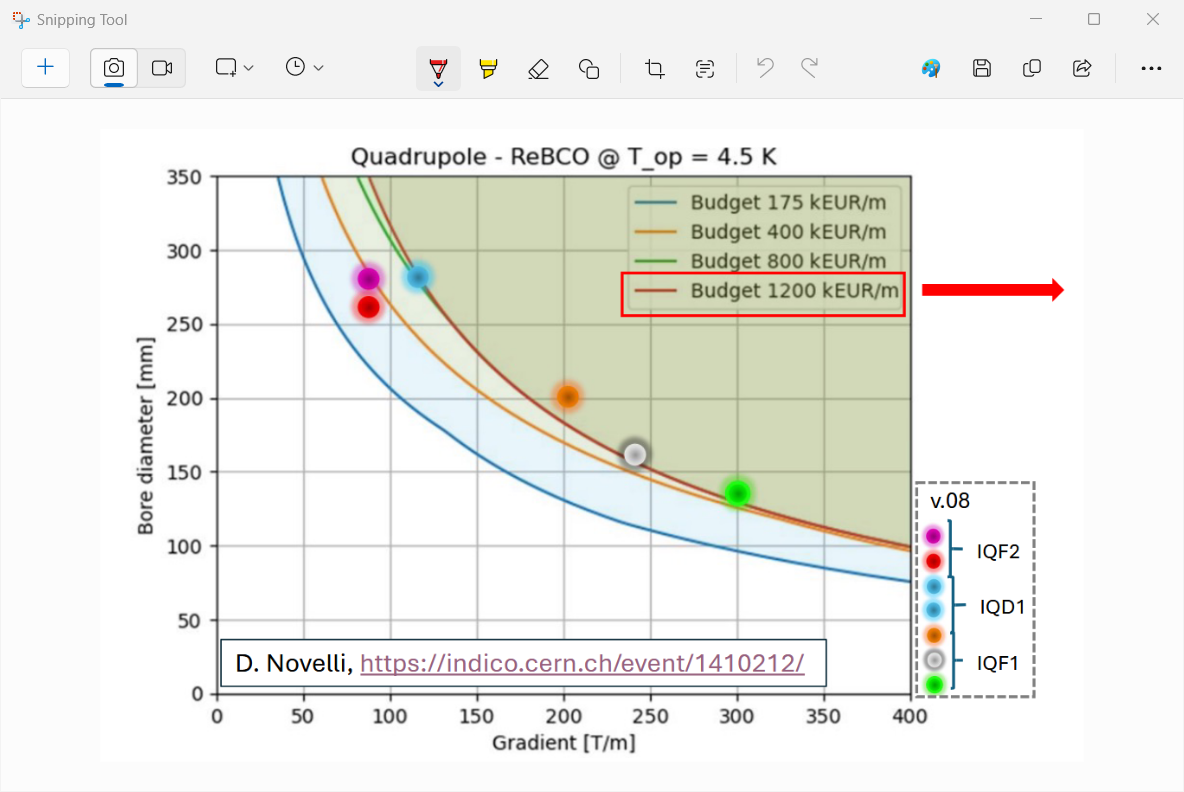 Snipping Tool
Quadrupole - ReBCO @ T_op = 4.5 K
Budget 175 kEUR/m
Budget 400 kEUR/m
Budget 800 kEUR/m
Budget 1200 kEUR/m
Bore diameter [mm]
350
300
250
200
150
100
50
0
D. Novelli, https://indico.cern.ch/event/1410212/
0 50 100 150 200 250 300 350 400
Gradient [T/m]
v.08
IQF2
IQD1
IQF1